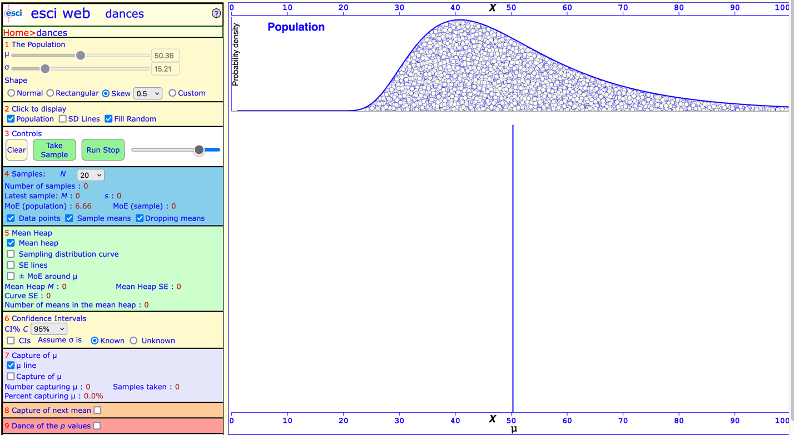 esci esci web dances ?
Home>dances
1 The Population
μ 50.36
σ 15.21
Shape
Normal Rectangular Skew 0.5 Custom
2 Click to display
Population SD Lines Fill Random
3 Controls
Clear Take Sample Run Stop
4 Samples: N 20
Number of samples : 0
Latest sample: M : 0 s : 0
MoE (population) : 6.66 MoE (sample) : 0
Data points Sample means Dropping means
5 Mean Heap
Mean heap
Sampling distribution curve
SE lines
± MoE around μ
Mean Heap M : 0 Mean Heap SE : 0
Curve SE : 0
Number of means in the mean heap : 0
6 Confidence Intervals
CI% C 95%
CIs Assume σ is Known Unknown
7 Capture of μ
μ line
Capture of μ
Number capturing μ : 0 Samples taken : 0
Percent capturing μ : 0.0%
8 Capture of next mean
9 Dance of the p values
0 10 20 30 40 X 50 60 70 80 90 100
Population
Probability density
0 10 20 30 40 X 50 60 70 80 90 100
μ